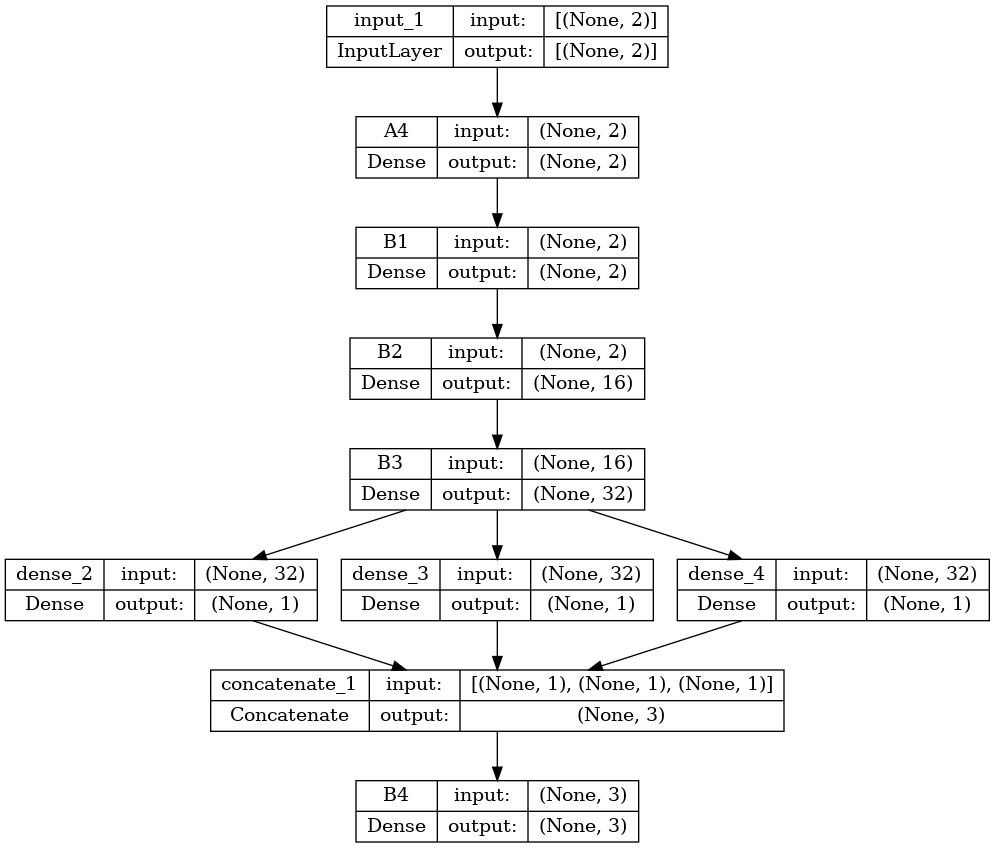 input_1 input: [(None, 2)]
InputLayer output: [(None, 2)]
A4 input: (None, 2)
Dense output: (None, 2)
B1 input: (None, 2)
Dense output: (None, 2)
B2 input: (None, 2)
Dense output: (None, 16)
B3 input: (None, 16)
Dense output: (None, 32)
dense_2 input: (None, 32)
Dense output: (None, 1)
dense_3 input: (None, 32)
Dense output: (None, 1)
dense_4 input: (None, 32)
Dense output: (None, 1)
concatenate_1 input: [(None, 1), (None, 1), (None, 1)]
Concatenate output: (None, 3)
B4 input: (None, 3)
Dense output: (None, 3)